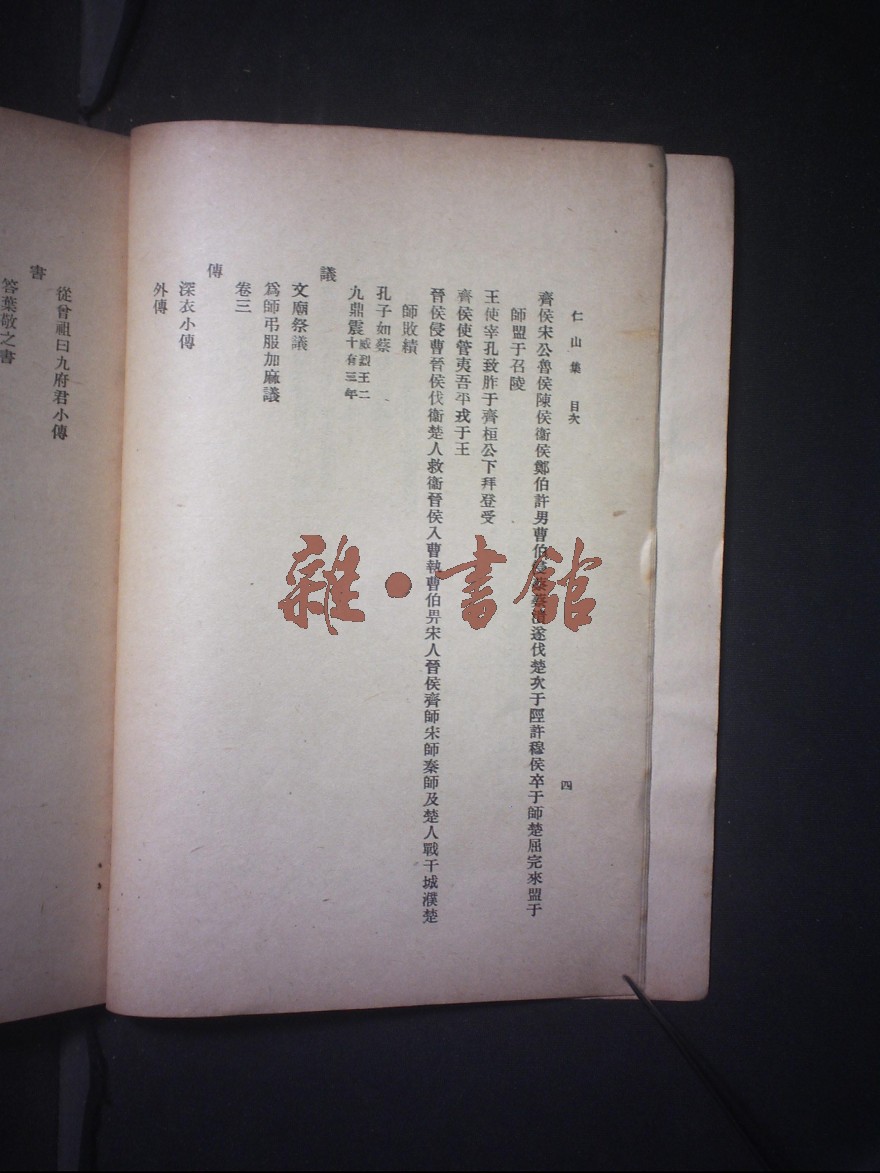 仁山集 目次 四
齊侯宋公魯侯陳侯衞侯鄭伯許男曹伯侵蔡蔡潰遂伐楚次于陘許穆侯卒于師楚屈完來盟于
師盟于召陵
王使宰孔致胙于齊桓公下拜登受
齊侯使管夷吾平戎于王
晉侯侵曹晉侯伐衞楚人救衞晉侯入曹執曹伯畀宋人晉侯齊師宋師秦師及楚人戰于城濮楚
師敗績
孔子如蔡
九鼎震威烈王二十有三年
議
文廟祭議
爲師弔服加麻議
卷三
傳
深衣小傳
外傳
從曾祖曰九府君小傳
書
答葉敬之書
雜·書館